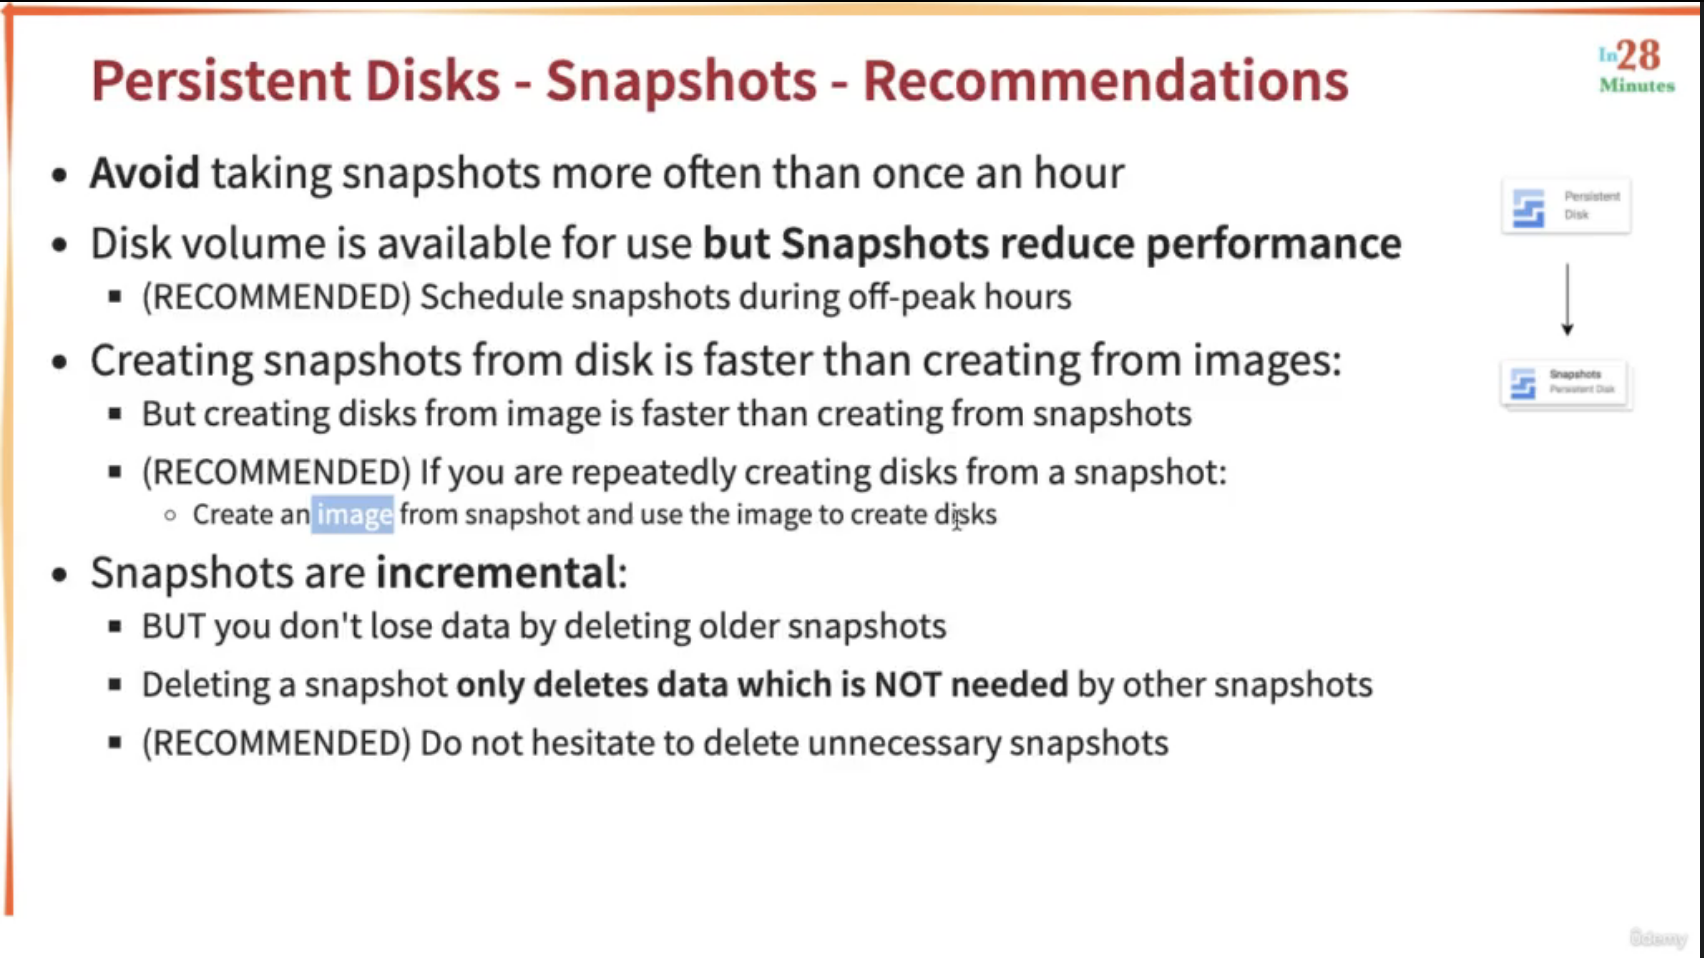 Persistent Disks - Snapshots - Recommendations
In28
Minutes
• Avoid taking snapshots more often than once an hour
• Disk volume is available for use but Snapshots reduce performance
▪ (RECOMMENDED) Schedule snapshots during off-peak hours
• Creating snapshots from disk is faster than creating from images:
▪ But creating disks from image is faster than creating from snapshots
▪ (RECOMMENDED) If you are repeatedly creating disks from a snapshot:
○ Create an image from snapshot and use the image to create disks
• Snapshots are incremental:
▪ BUT you don't lose data by deleting older snapshots
▪ Deleting a snapshot only deletes data which is NOT needed by other snapshots
▪ (RECOMMENDED) Do not hesitate to delete unnecessary snapshots
Persistent
Disk
Snapshots
Persistent Disk
ûdemy